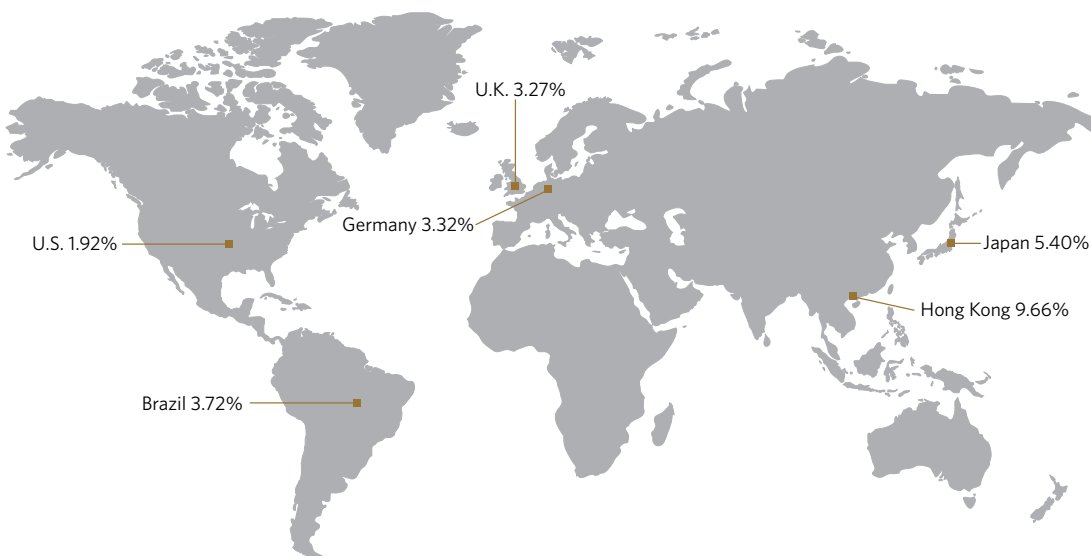 U.K. 3.27%
Germany 3.32%
U.S. 1.92%
Japan 5.40%
Hong Kong 9.66%
Brazil 3.72%